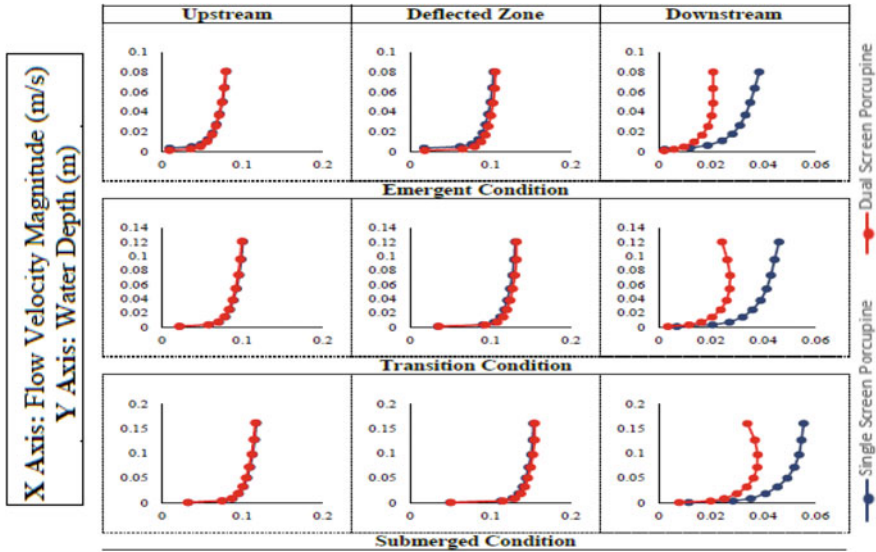 Upstream Deflected Zone Downstream
X Axis: Flow Velocity Magnitude (m/s)
Y Axis: Water Depth (m)
0.1 0.1 0.1
0.08 0.08 0.08
0.06 0.06 0.06
0.04 0.04 0.04
0.02 0.02 0.02
0 0 0
0 0.1 0.2 0 0.1 0.2 0 0.02 0.04 0.06
Emergent Condition
0.14 0.14 0.14
0.12 0.12 0.12
0.1 0.1 0.1
0.08 0.08 0.08
0.06 0.06 0.06
0.04 0.04 0.04
0.02 0.02 0.02
0 0 0
0 0.1 0.2 0 0.1 0.2 0 0.02 0.04 0.06
Transition Condition
0.2 0.2 0.2
0.15 0.15 0.15
0.1 0.1 0.1
0.05 0.05 0.05
0 0 0
0 0.1 0.2 0 0.1 0.2 0 0.02 0.04 0.06
Submerged Condition
Single Screen Porcupine Dual Screen Porcupine